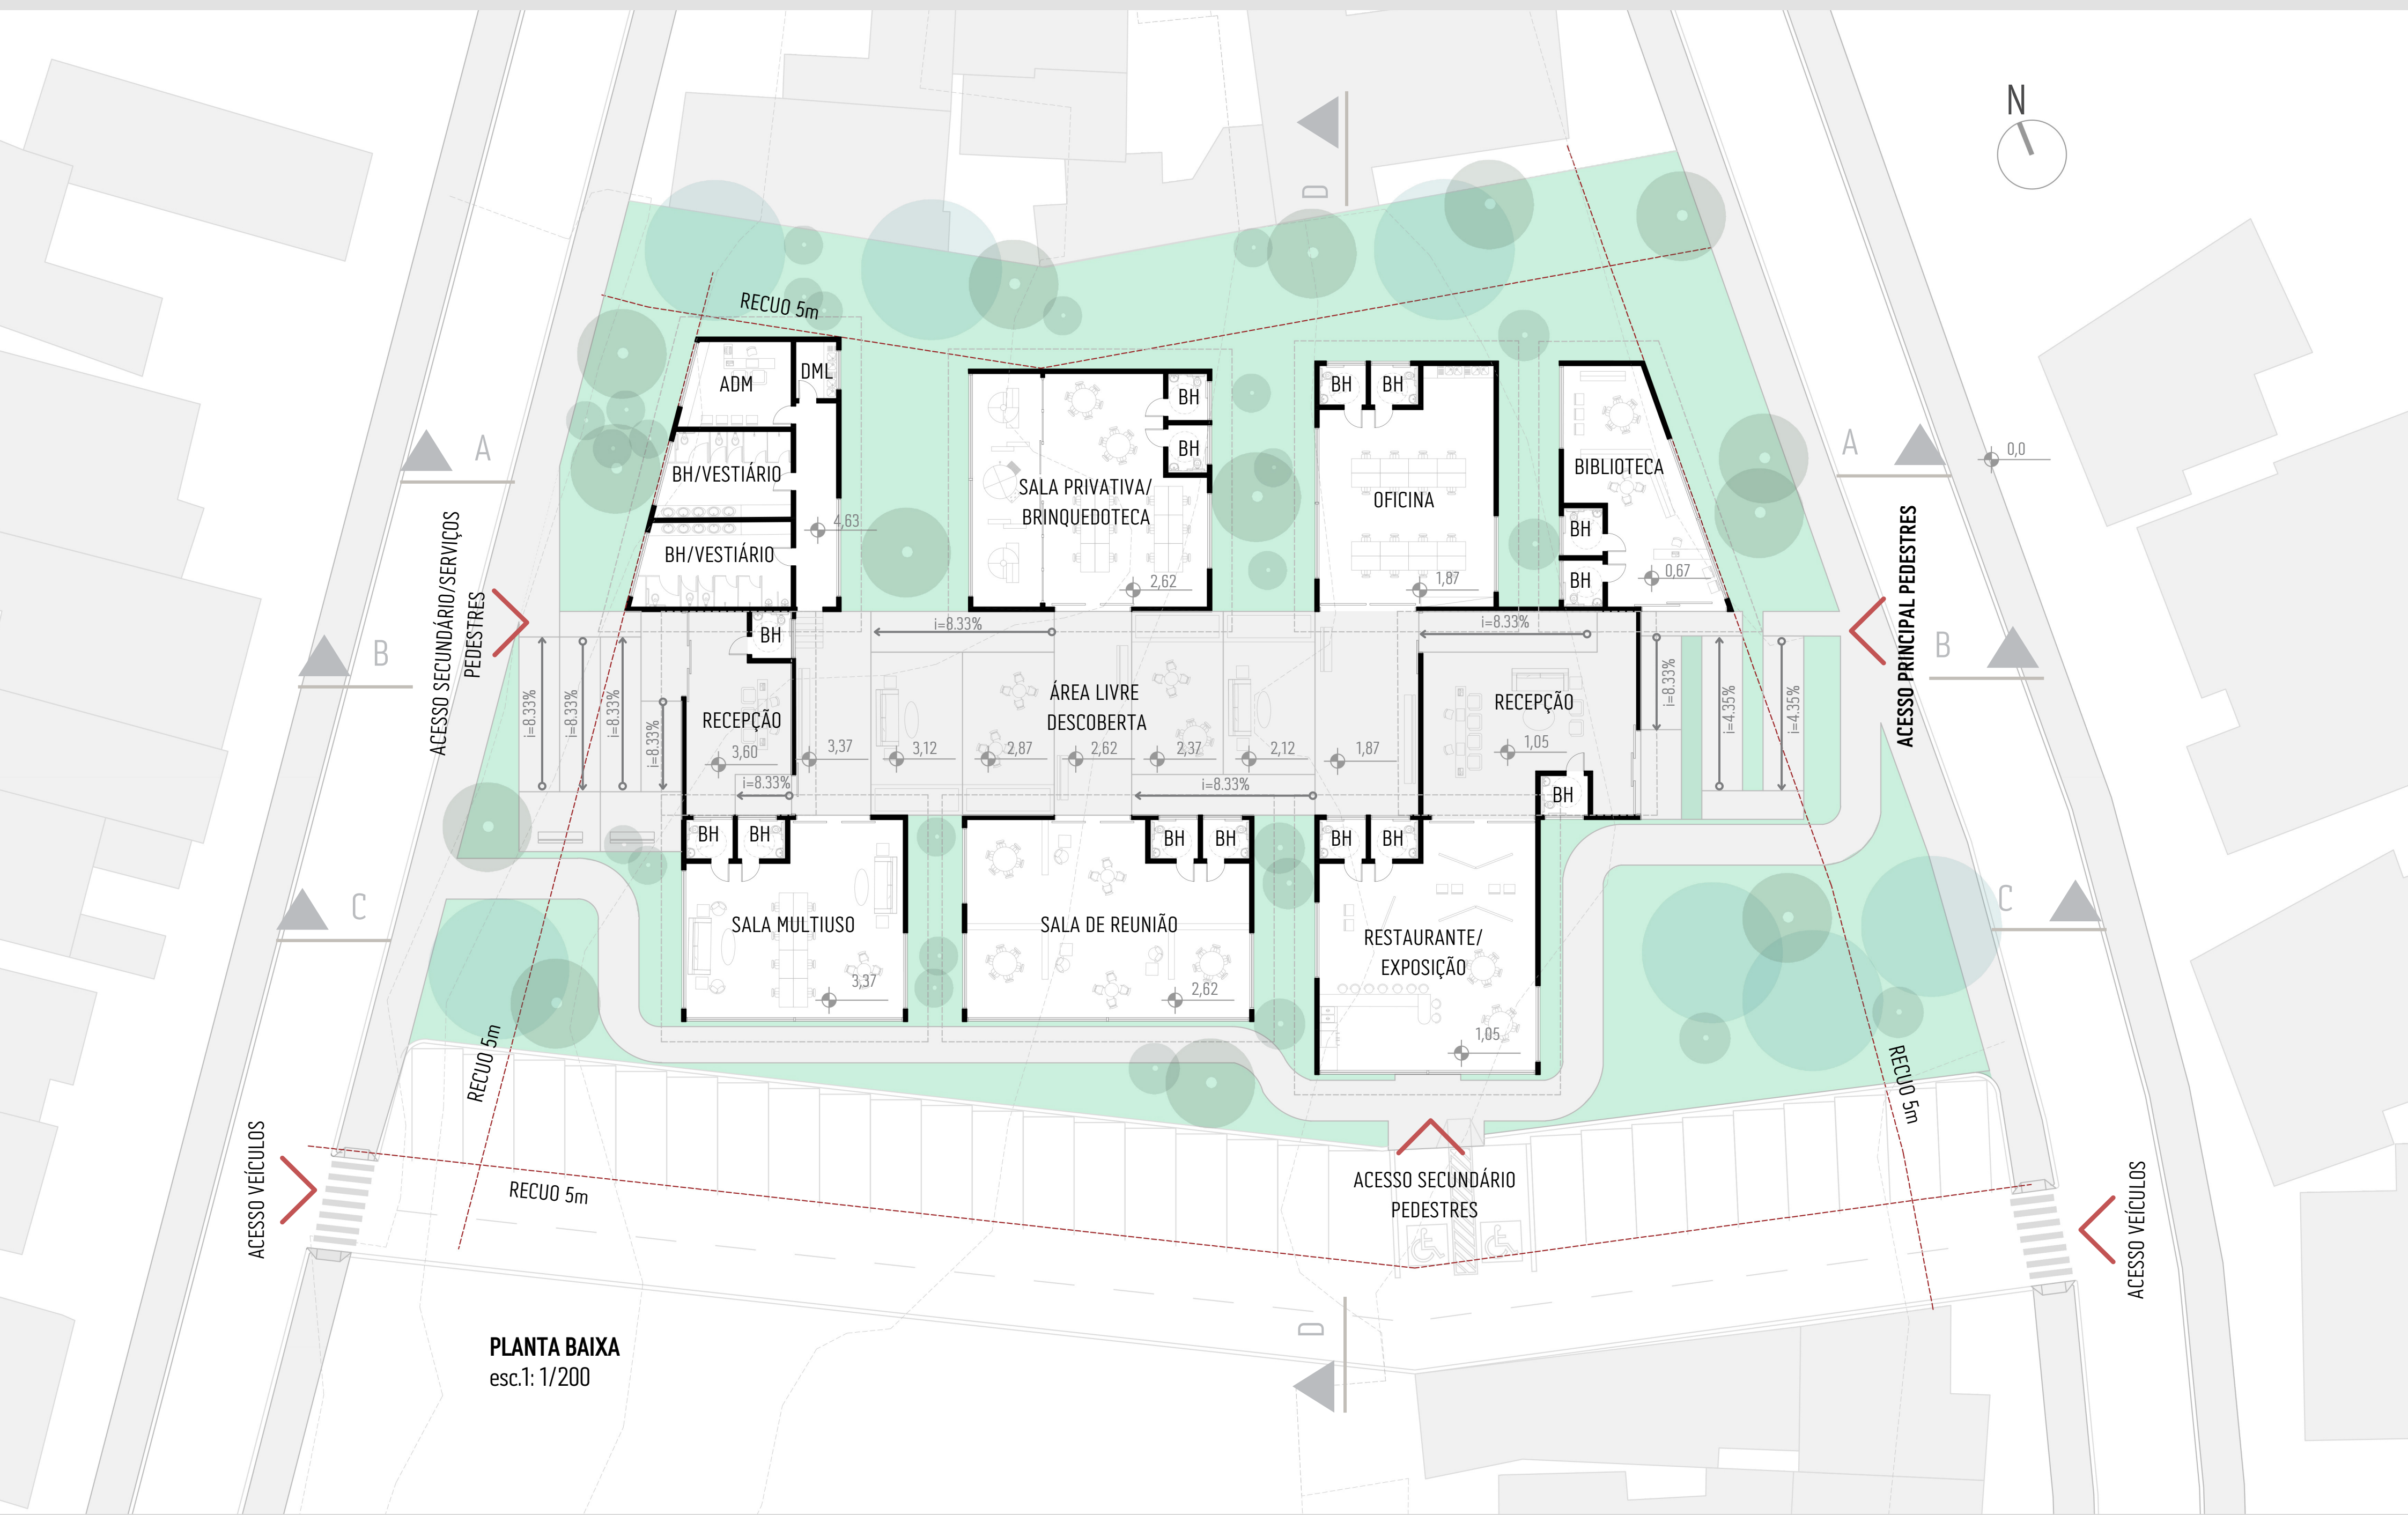 N
D
RECUO 5m
ADM
DML
BH/VESTIÁRIO
BH/VESTIÁRIO
4,63
BH
BH
SALA PRIVATIVA/
BRINQUEDOTECA
2,62
BH
BH
OFICINA
1,87
BIBLIOTECA
BH
BH
0,67
A
A
0,0
ACESSO SECUNDÁRIO/SERVIÇOS
PEDESTRES
ACESSO PRINCIPAL PEDESTRES
B
B
i=8.33%
i=8.33%
i=8.33%
i=8.33%
BH
RECEPÇÃO
3,60
i=8.33%
i=8.33%
ÁREA LIVRE
DESCOBERTA
3,37
3,12
2,87
2,62
2,37
2,12
1,87
i=8.33%
i=8.33%
RECEPÇÃO
1,05
BH
i=8.33%
i=4.35%
i=4.35%
C
C
BH
BH
SALA MULTIUSO
3,37
BH
BH
SALA DE REUNIÃO
2,62
BH
BH
RESTAURANTE/
EXPOSIÇÃO
1,05
RECUO 5m
RECUO 5m
ACESSO VEÍCULOS
RECUO 5m
ACESSO SECUNDÁRIO
PEDESTRES
ACESSO VEÍCULOS
D
PLANTA BAIXA
esc.1: 1/200